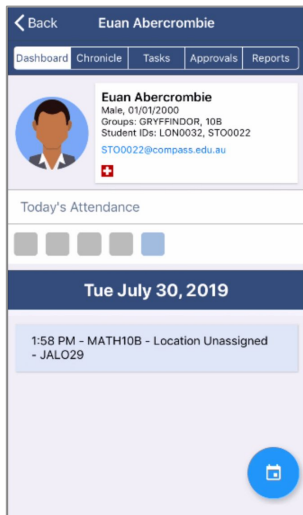 Back Euan Abercrombie
Dashboard Chronicle Tasks Approvals Reports
Euan Abercrombie
Male, 01/01/2000
Groups: GRYFFINDOR, 10B
Student IDs: LON0032, STO0022
STO0022@compass.edu.au
Today's Attendance
Tue July 30, 2019
1:58 PM - MATH10B - Location Unassigned
- JALO29